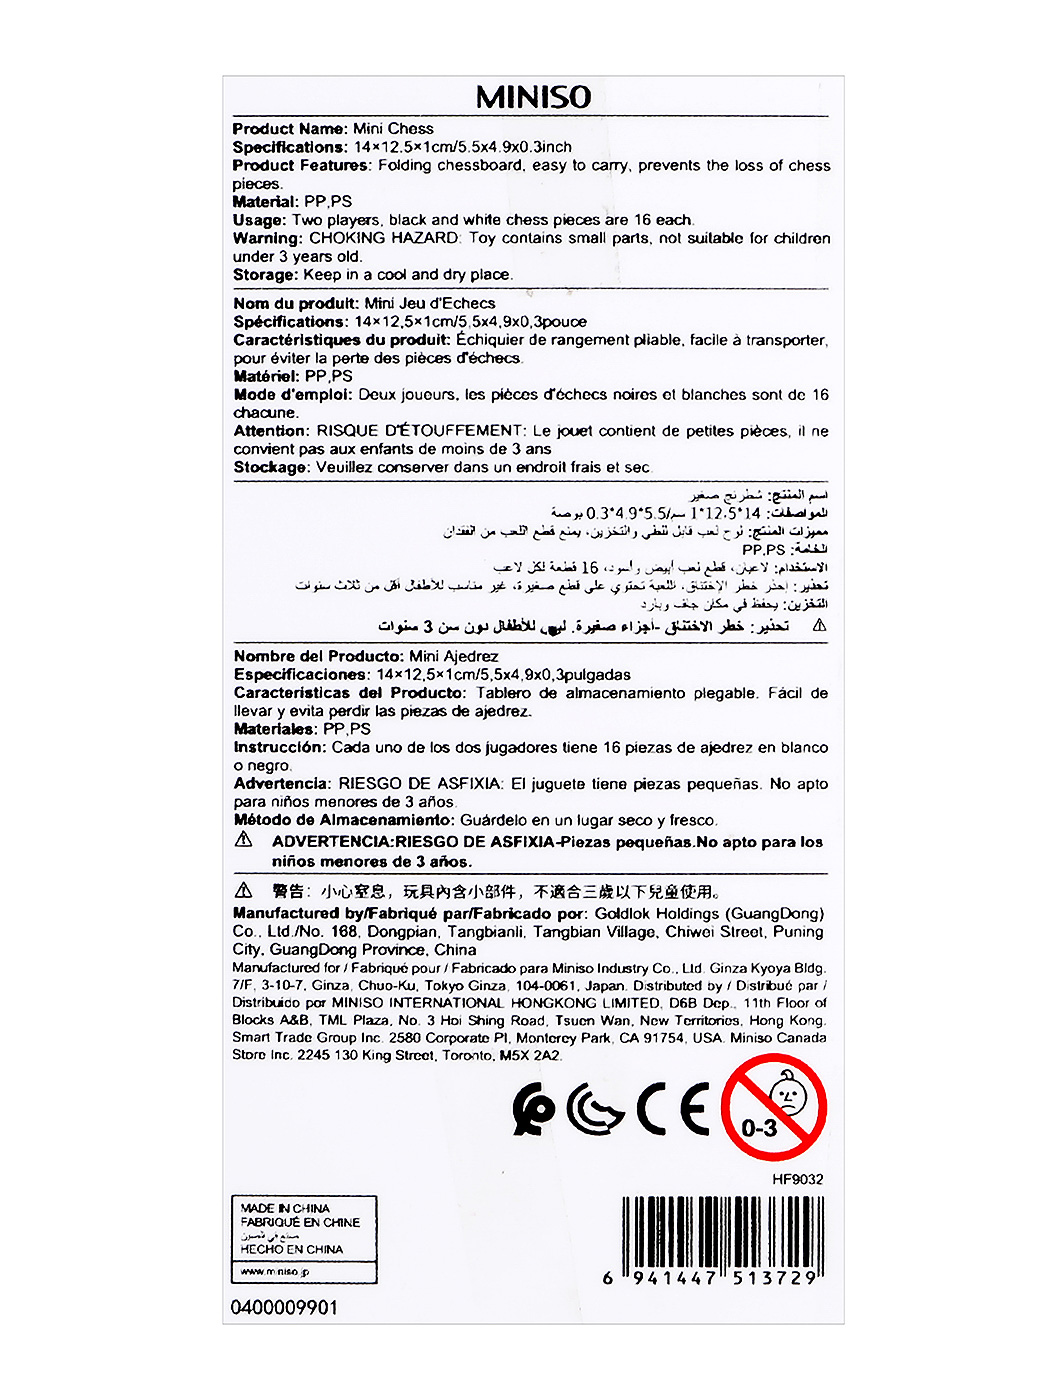 MINISO
Product Name: Mini Chess
Specifications: 14×12.5×1cm/5.5x4.9x0.3inch
Product Features: Folding chessboard, easy to carry, prevents the loss of chess
pieces.
Material: PP,PS
Usage: Two players, black and white chess pieces are 16 each.
Warning: CHOKING HAZARD: Toy contains small parts, not suitable for children
under 3 years old.
Storage: Keep in a cool and dry place.
Nom du produit: Mini Jeu d'Echecs
Spécifications: 14×12,5×1cm/5,5x4,9x0,3pouce
Caractéristiques du produit: Échiquier de rangement pliable, facile à transporter,
pour éviter la perte des pièces d'échecs.
Matériel: PP,PS
Mode d'emploi: Deux joueurs, les pièces d'échecs noires et blanches sont de 16
chacune.
Attention: RISQUE D'ÉTOUFFEMENT: Le jouet contient de petites pièces, il ne
convient pas aux enfants de moins de 3 ans
Stockage: Veuillez conserver dans un endroit frais et sec.
اسم المنتج: شطرنج صغير
المواصفات: 14*12.5*1 سم/5.5*4.9*0.3 بوصة
مميزات المنتج: لوح لعب قابل للطي والتخزين، يمنع قطع اللعب من الفقدان
الخامة: PP,PS
الاستخدام: لاعبان، قطع لعب أبيض وأسود، 16 قطعة لكل لاعب
تحذير: احذر خطر الاختناق، اللعبة تحتوي على قطع صغيرة، غير مناسب للأطفال أقل من ثلاث سنوات
التخزين: يحفظ في مكان جاف وبارد
⚠ تحذير: خطر الاختناق -أجزاء صغيرة. ليس للأطفال دون سن 3 سنوات
Nombre del Producto: Mini Ajedrez
Especificaciones: 14×12,5×1cm/5,5x4,9x0,3pulgadas
Características del Producto: Tablero de almacenamiento plegable. Fácil de
llevar y evita perdir las piezas de ajedrez.
Materiales: PP,PS
Instrucción: Cada uno de los dos jugadores tiene 16 piezas de ajedrez en blanco
o negro.
Advertencia: RIESGO DE ASFIXIA: El juguete tiene piezas pequeñas. No apto
para niños menores de 3 años.
Método de Almacenamiento: Guárdelo en un lugar seco y fresco.
⚠ ADVERTENCIA:RIESGO DE ASFIXIA-Piezas pequeñas.No apto para los
niños menores de 3 años.
⚠ 警告：小心窒息，玩具內含小部件，不適合三歲以下兒童使用。
Manufactured by/Fabriqué par/Fabricado por: Goldlok Holdings (GuangDong)
Co., Ltd./No. 168, Dongpian, Tangbianli, Tangbian Village, Chiwei Street, Puning
City, GuangDong Province, China
Manufactured for / Fabriqué pour / Fabricado para Miniso Industry Co., Ltd. Ginza Kyoya Bldg.
7/F, 3-10-7, Ginza, Chuo-Ku, Tokyo Ginza, 104-0061, Japan. Distributed by / Distribué par /
Distribuido por MINISO INTERNATIONAL HONGKONG LIMITED, D6B Dep., 11th Floor of
Blocks A&B, TML Plaza, No. 3 Hoi Shing Road, Tsuen Wan, New Territories, Hong Kong.
Smart Trade Group Inc. 2580 Corporate Pl, Monterey Park, CA 91754, USA. Miniso Canada
Store Inc. 2245 130 King Street, Toronto, M5X 2A2.
CE
0-3
HF9032
MADE IN CHINA
FABRIQUÉ EN CHINE
صنع في الصين
HECHO EN CHINA
www.miniso.jp
6 941447 513729
0400009901